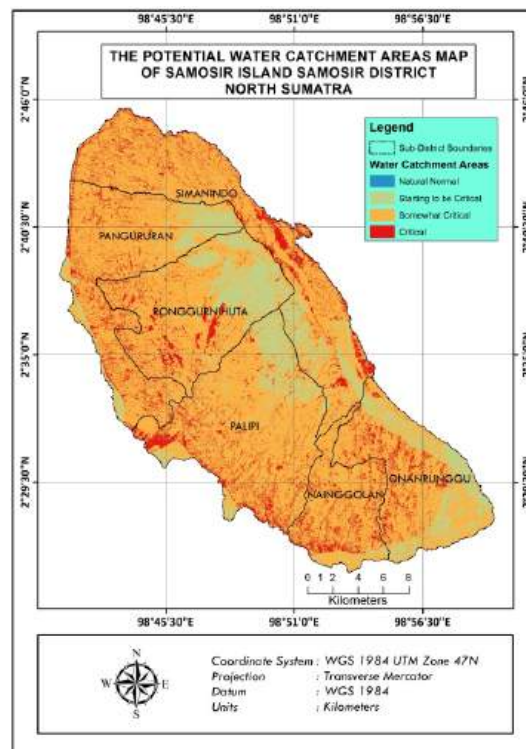 98°45'30"E 98°51'0"E 98°56'30"E
THE POTENTIAL WATER CATCHMENT AREAS MAP
OF SAMOSIR ISLAND SAMOSIR DISTRICT
NORTH SUMATRA
2°46'0"N
Legend
Sub-District Boundaries
Water Catchment Areas
Natural Normal
Starting to be Critical
Somewhat Critical
Critical
SIMANINDO
PANGURURAN
RONGGURNIHUTA
2°35'0"N
PALIPI
ONANRUNGGU
2°29'30"N
NAINGGOLAN
0 1 2 4 6 8
Kilometers
98°45'30"E 98°51'0"E 98°56'30"E
N
W E
S
Coordinate System : WGS 1984 UTM Zone 47N
Projection : Transverse Mercator
Datum : WGS 1984
Units : Kilometers